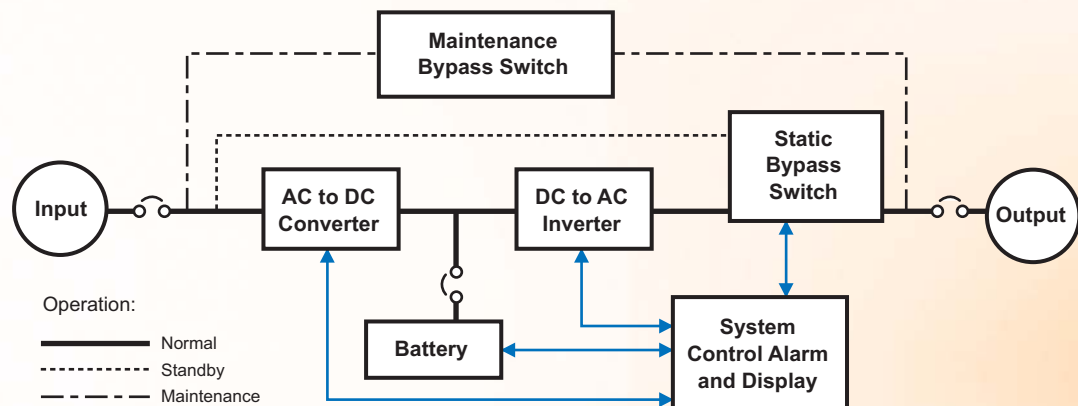 Maintenance
Bypass Switch
Static
Bypass
Switch
Input
AC to DC
Converter
DC to AC
Inverter
Output
Operation:
Normal
Standby
Maintenance
Battery
System
Control Alarm
and Display